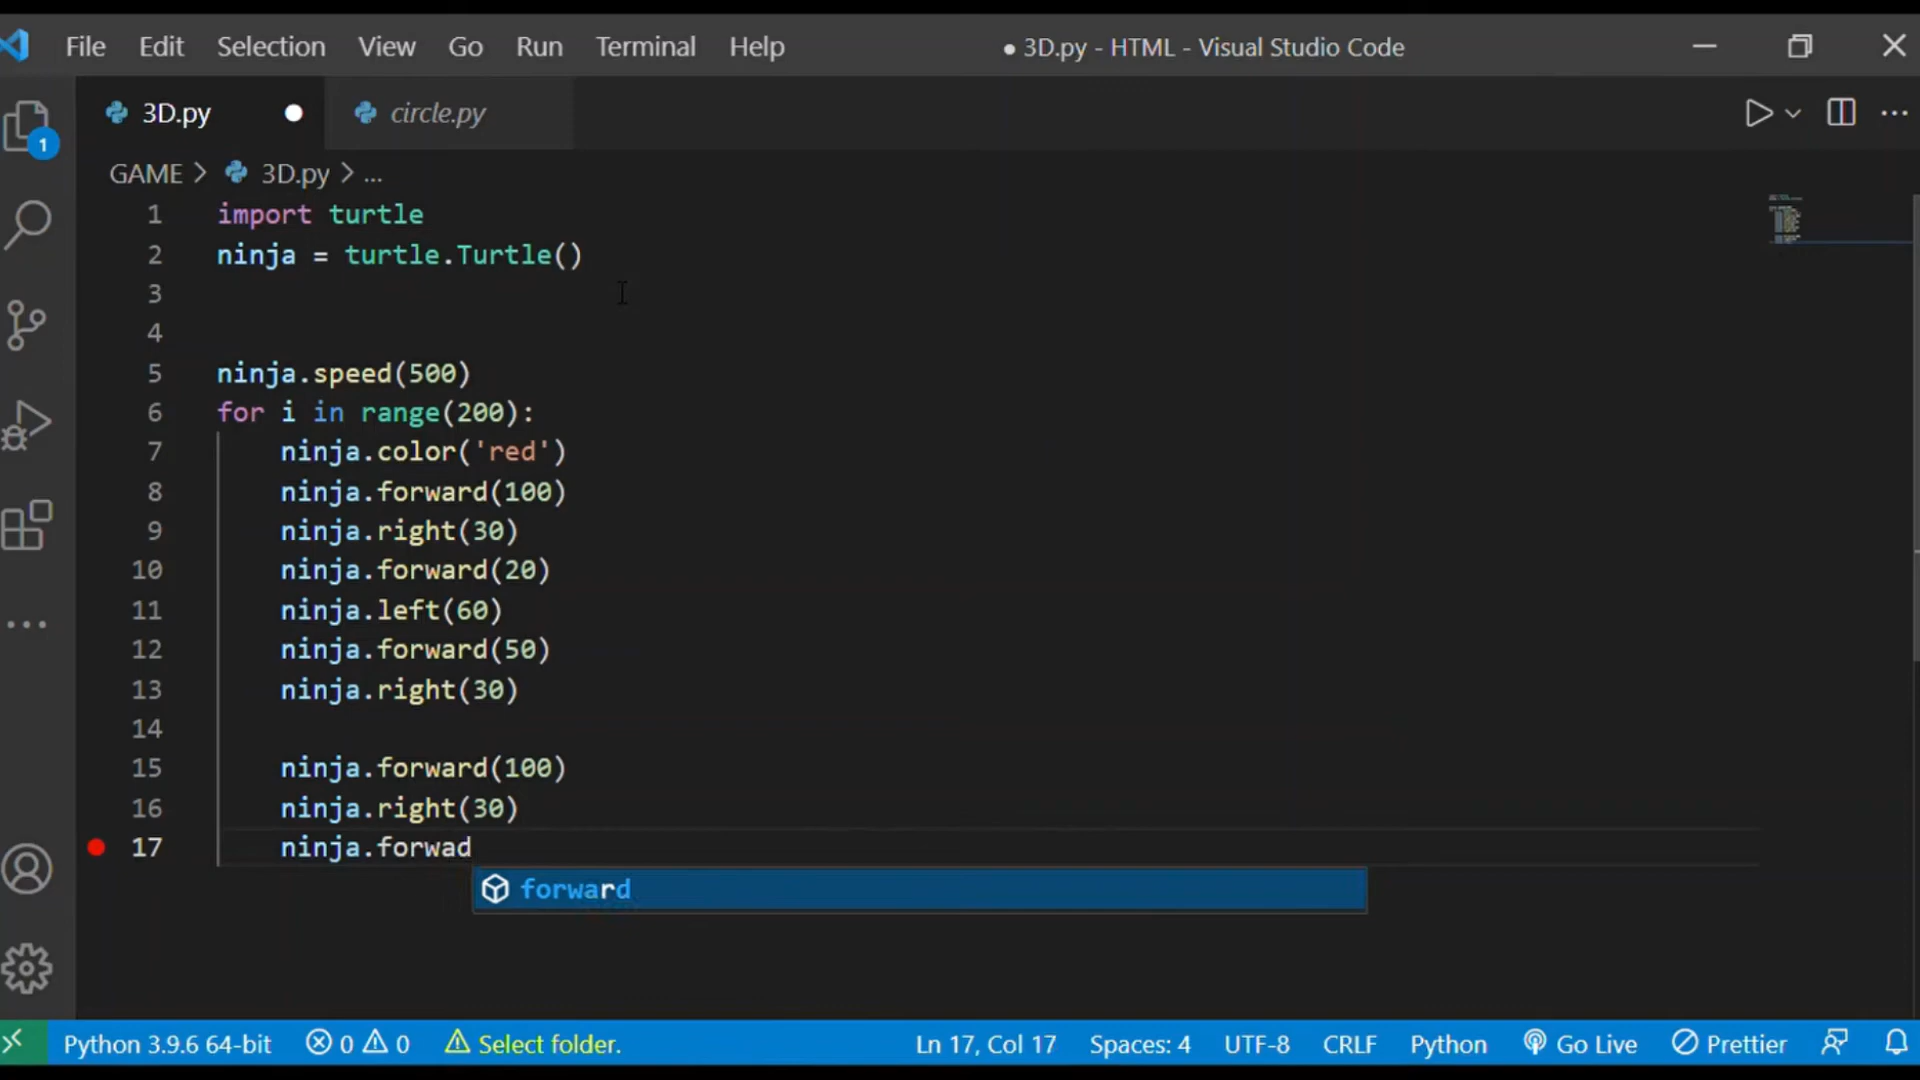 File Edit Selection View Go Run Terminal Help ● 3D.py - HTML - Visual Studio Code
3D.py circle.py
1
GAME > 3D.py > ...
1 import turtle
2 ninja = turtle.Turtle()
3
4
5 ninja.speed(500)
6 for i in range(200):
7 ninja.color('red')
8 ninja.forward(100)
9 ninja.right(30)
10 ninja.forward(20)
11 ninja.left(60)
12 ninja.forward(50)
13 ninja.right(30)
14
15 ninja.forward(100)
16 ninja.right(30)
17 ninja.forwad
forward
Python 3.9.6 64-bit 0 0 Select folder. Ln 17, Col 17 Spaces: 4 UTF-8 CRLF Python Go Live Prettier